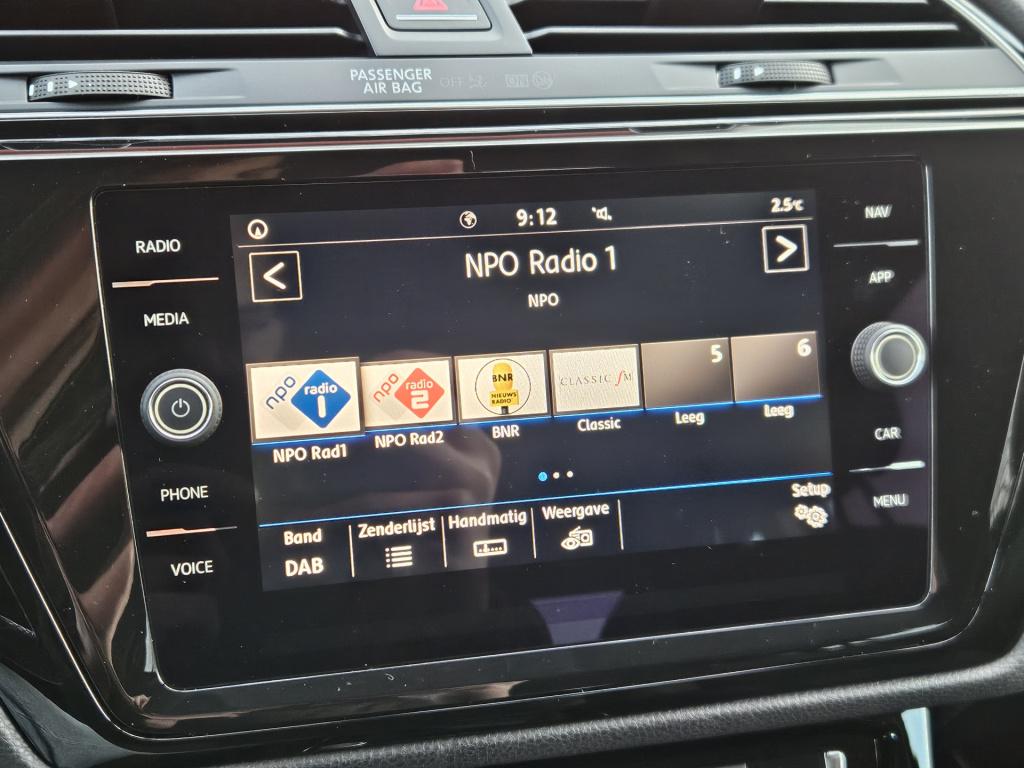 PASSENGER
AIR BAG
OFF
ON
RADIO
MEDIA
PHONE
VOICE
NAV
APP
CAR
MENU
9:12
2.5°C
<
NPO Radio 1
>
NPO
npo radio 1
npo radio 2
BNR
NIEUWS
RADIO
CLASSIC fM
5
6
NPO Rad1
NPO Rad2
BNR
Classic
Leeg
Leeg
Band
DAB
Zenderlijst
Handmatig
Weergave
Setup